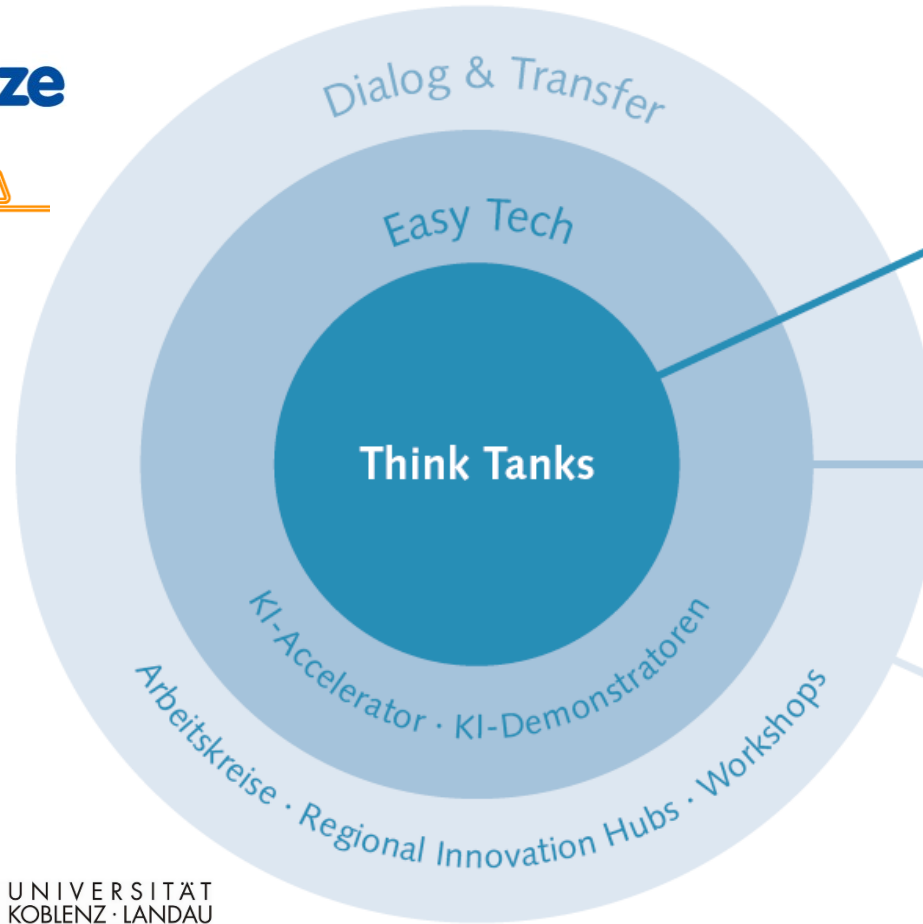 ze
Dialog & Transfer
Easy Tech
Think Tanks
KI-Accelerator · KI-Demonstratoren
Arbeitskreise · Regional Innovation Hubs · Workshops
UNIVERSITÄT
KOBLENZ · LANDAU